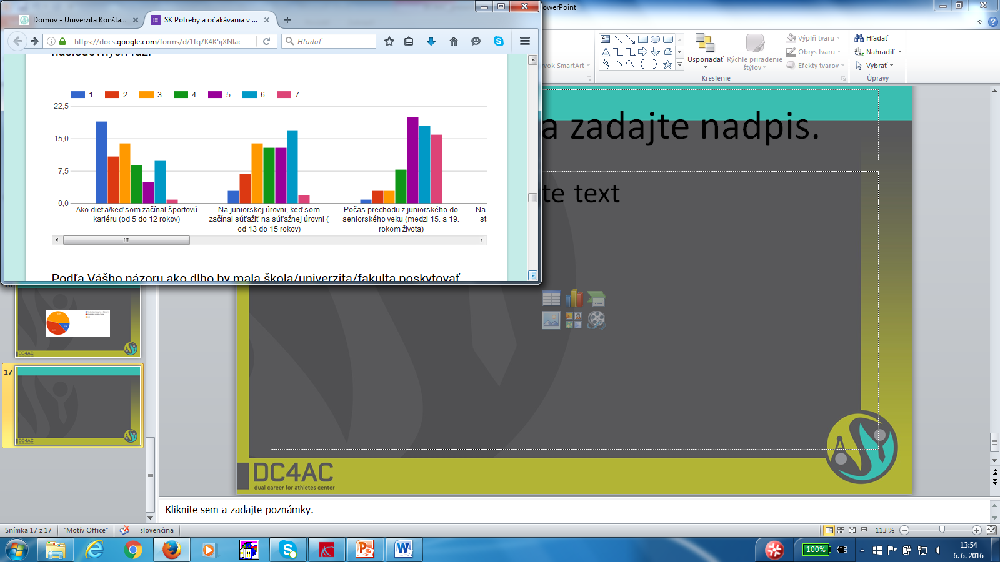 Domov - Univerzita Konšta...
SK Potreby a očakávania v ...
https://docs.google.com/forms/d/1fq7K4K5jXNlag
Hľadať
1 2 3 4 5 6 7
22,5
15,0
7,5
0,0
Ako dieťa/keď som začínal športovú
kariéru (od 5 do 12 rokov)
Na juniorskej úrovni, keď som
začínal súťažiť na súťažnej úrovni (
od 13 do 15 rokov)
Počas prechodu z juniorského do
seniorského veku (medzi 15. a 19.
rokom života)
Na
st
Podľa Vášho názoru ako dlho by mala škola/univerzita/fakulta poskytovať
owerPoint
rvok SmartArt
Usporiadať
Rýchle priradenie
štýlov
Výplň tvaru
Obrys tvaru
Efekty tvarov
Kreslenie
Hľadať
Nahradiť
Vybrať
Úpravy
a zadajte nadpis.
te text
DC4AC
dual career for athletes center
DC4AC
17
DC4AC
Kliknite sem a zadajte poznámky.
Snímka 17 z 17
"Motív Office"
slovenčina
113 %
100%
13:54
6. 6. 2016